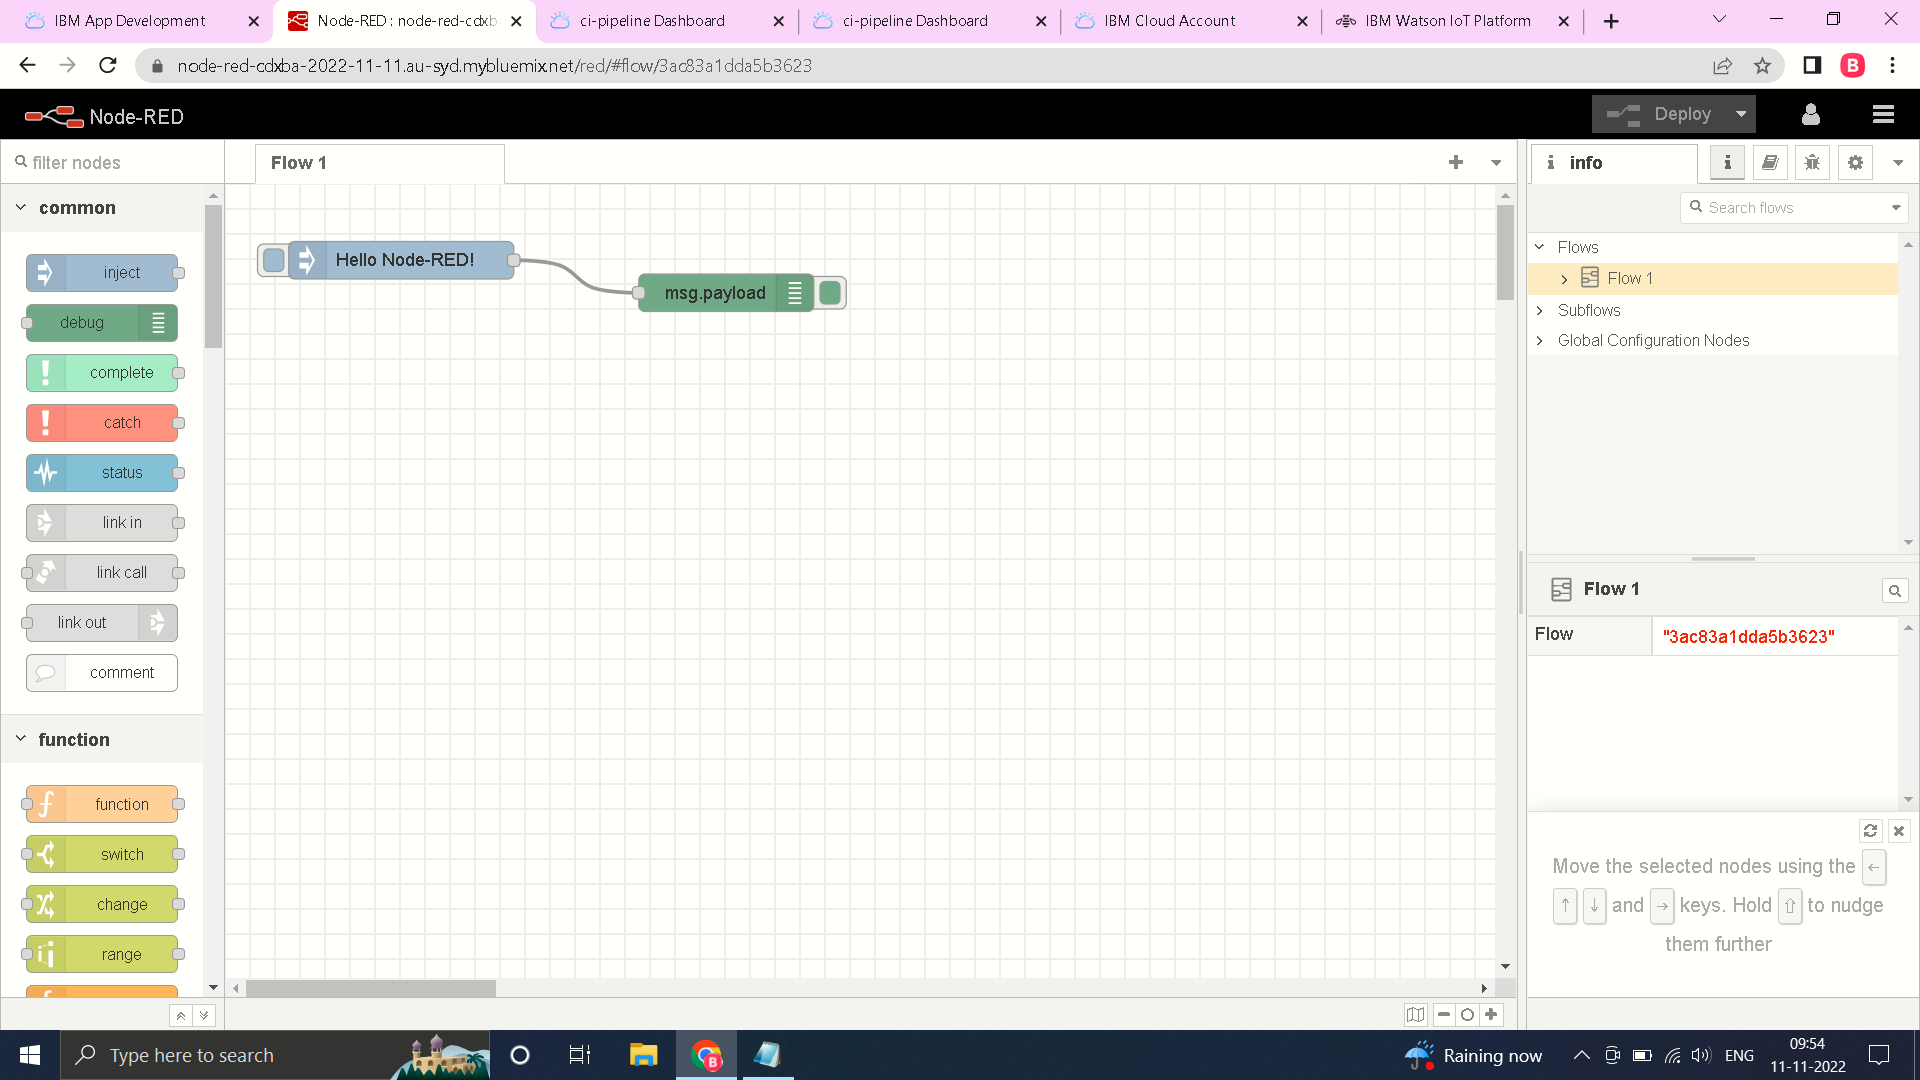 IBM App Development
Node-RED : node-red-cdxb
ci-pipeline Dashboard
ci-pipeline Dashboard
IBM Cloud Account
IBM Watson IoT Platform
node-red-cdxba-2022-11-11.au-syd.mybluemix.net/red/#flow/3ac83a1dda5b3623
B
Node-RED
Deploy
filter nodes
Flow 1
info
common
Search flows
Hello Node-RED!
msg.payload
Flows
Flow 1
Subflows
Global Configuration Nodes
inject
debug
complete
catch
status
link in
link call
link out
comment
Flow 1
Flow
"3ac83a1dda5b3623"
function
function
switch
change
range
Move the selected nodes using the ←
↑ ↓ and → keys. Hold ⇧ to nudge
them further
Type here to search
B
Raining now
ENG
09:54
11-11-2022